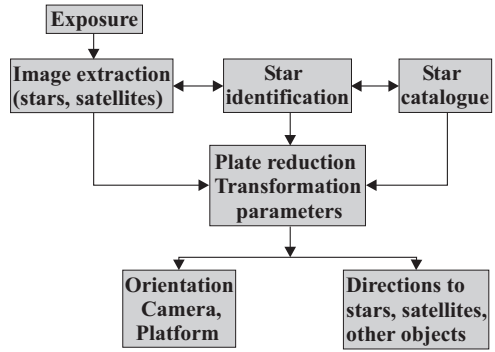 Exposure
Image extraction
(stars, satellites)
Star
identification
Star
catalogue
Plate reduction
Transformation
parameters
Orientation
Camera,
Platform
Directions to
stars, satellites,
other objects